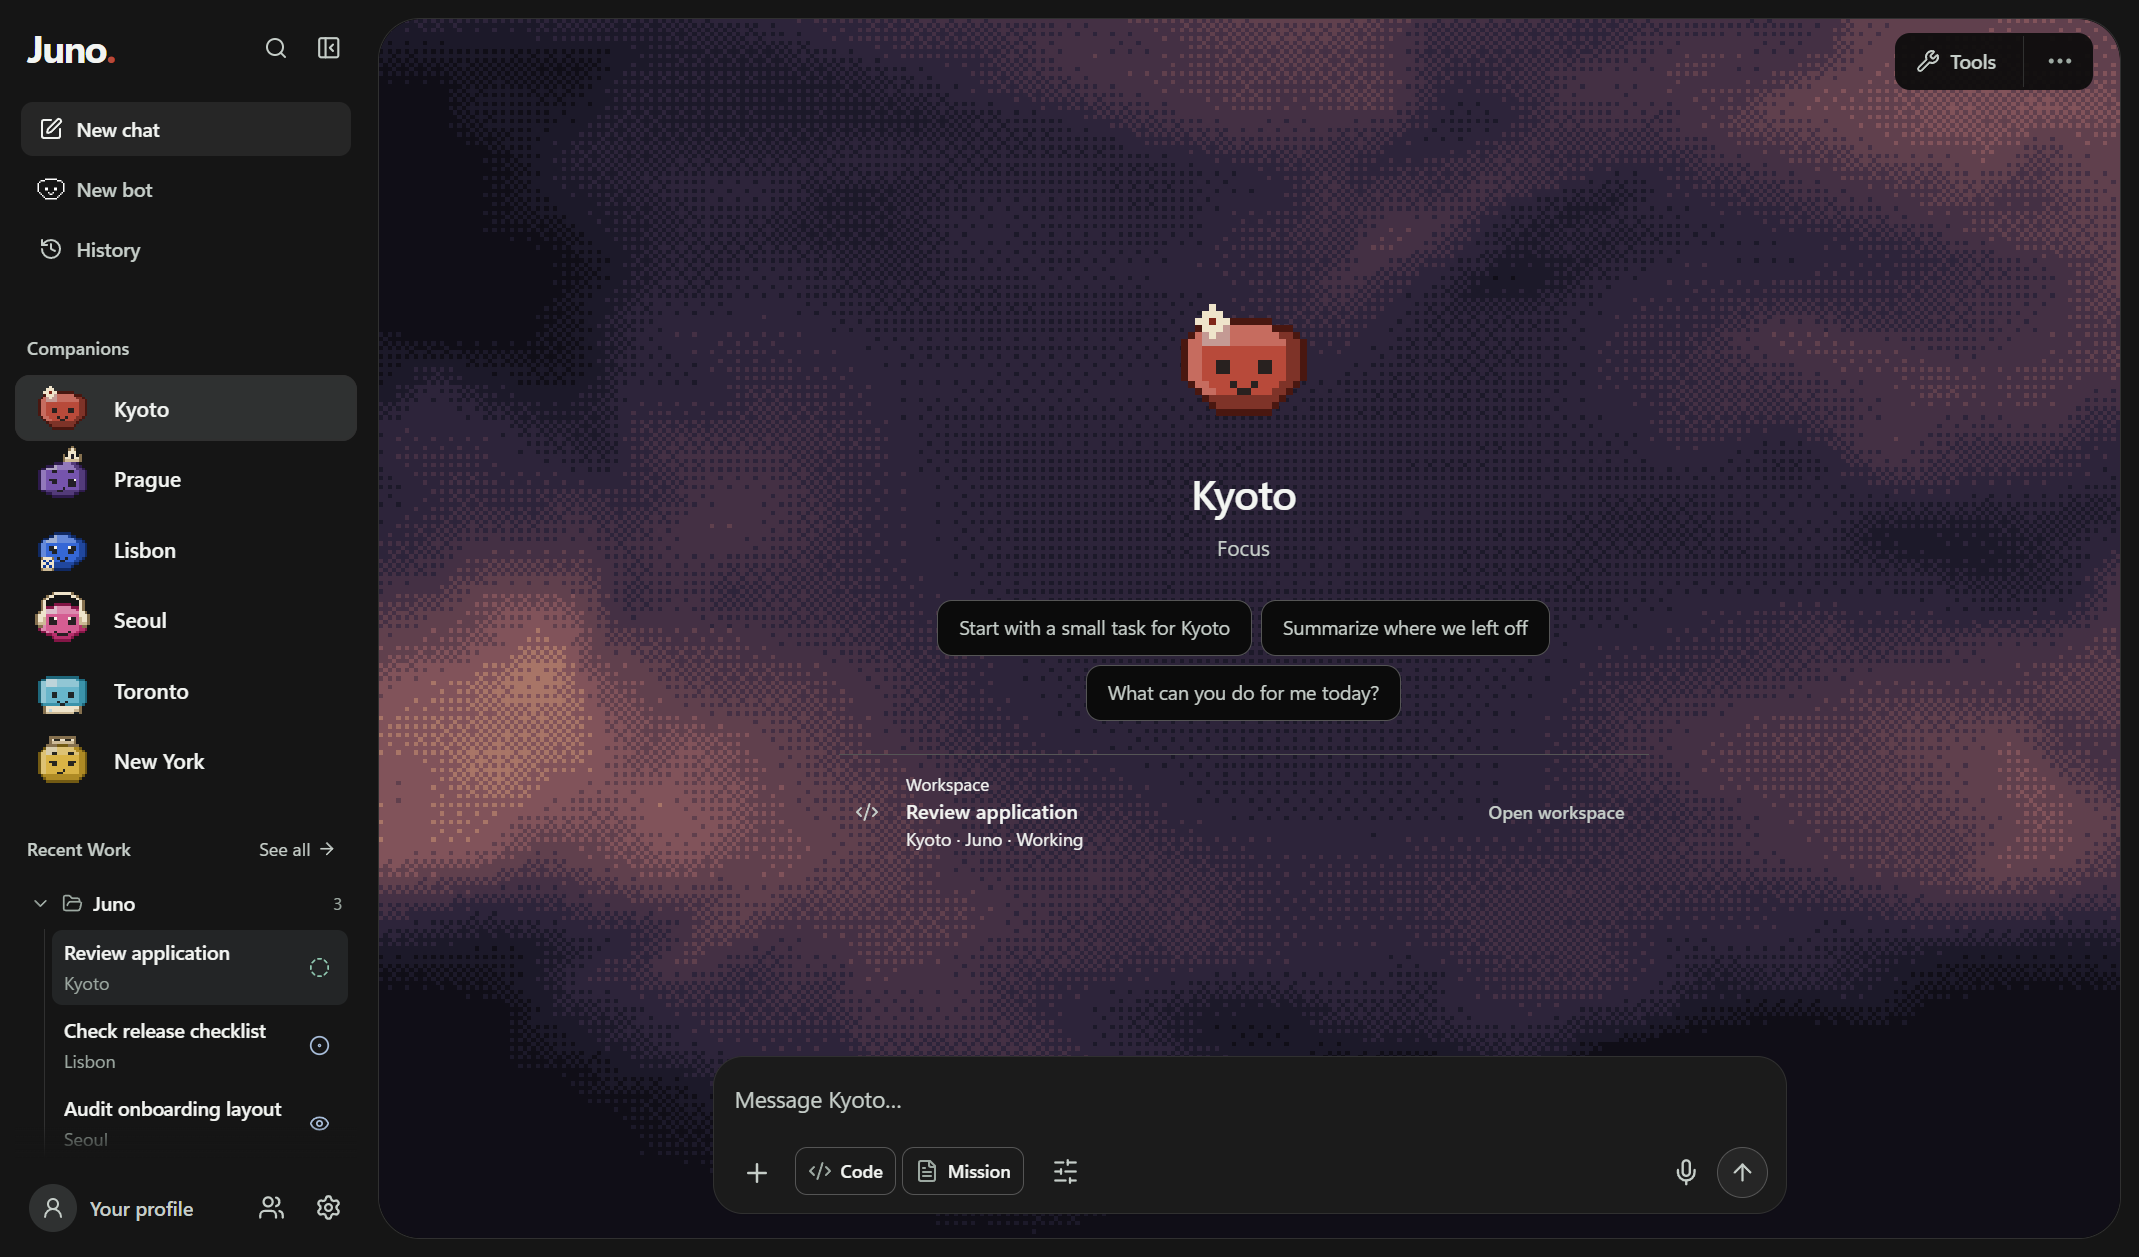 Juno.
New chat
New bot
History
Companions
Kyoto
Prague
Lisbon
Seoul
Toronto
New York
Recent Work
See all
Juno
3
Review application
Kyoto
Check release checklist
Lisbon
Audit onboarding layout
Seoul
Your profile
Tools
Kyoto
Focus
Start with a small task for Kyoto
Summarize where we left off
What can you do for me today?
Workspace
Review application
Kyoto · Juno · Working
Open workspace
Message Kyoto...
Code
Mission